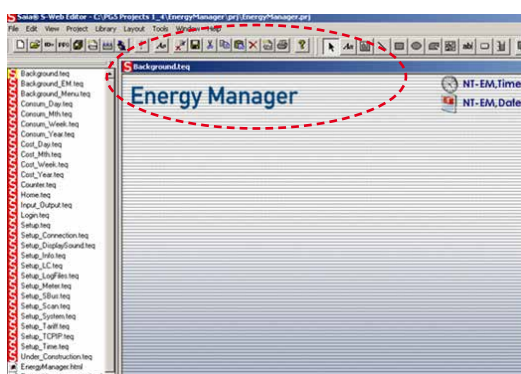 Saia® S-Web Editor - C:\PG5 Projects 1_4\EnergyManager\prj\EnergyManager.prj
File Edit View Project Library Layout Tools Window Help
Background.teq
Energy Manager
NT-EM,Time
NT-EM,Date
Background.teq
Background_EM.teq
Background_Menu.teq
Consum_Day.teq
Consum_Mth.teq
Consum_Week.teq
Consum_Year.teq
Cost_Day.teq
Cost_Mth.teq
Cost_Week.teq
Cost_Year.teq
Counter.teq
Home.teq
Input_Output.teq
Login.teq
Setup.teq
Setup_Connection.teq
Setup_DisplaySound.teq
Setup_Info.teq
Setup_LC.teq
Setup_LogFiles.teq
Setup_Meter.teq
Setup_SBus.teq
Setup_Scan.teq
Setup_System.teq
Setup_Tariff.teq
Setup_TCPIP.teq
Setup_Time.teq
Under_Construction.teq
EnergyManager.html